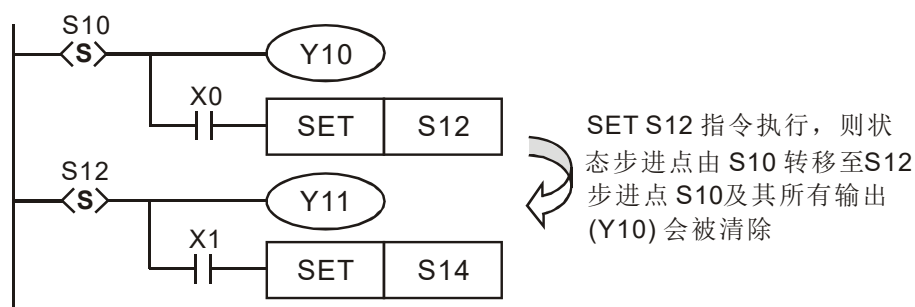 S10
S
Y10
X0
SET S12
SET S12 指令执行，则状
态步进点由 S10 转移至S12
步进点 S10及其所有输出
(Y10) 会被清除
S12
S
Y11
X1
SET S14